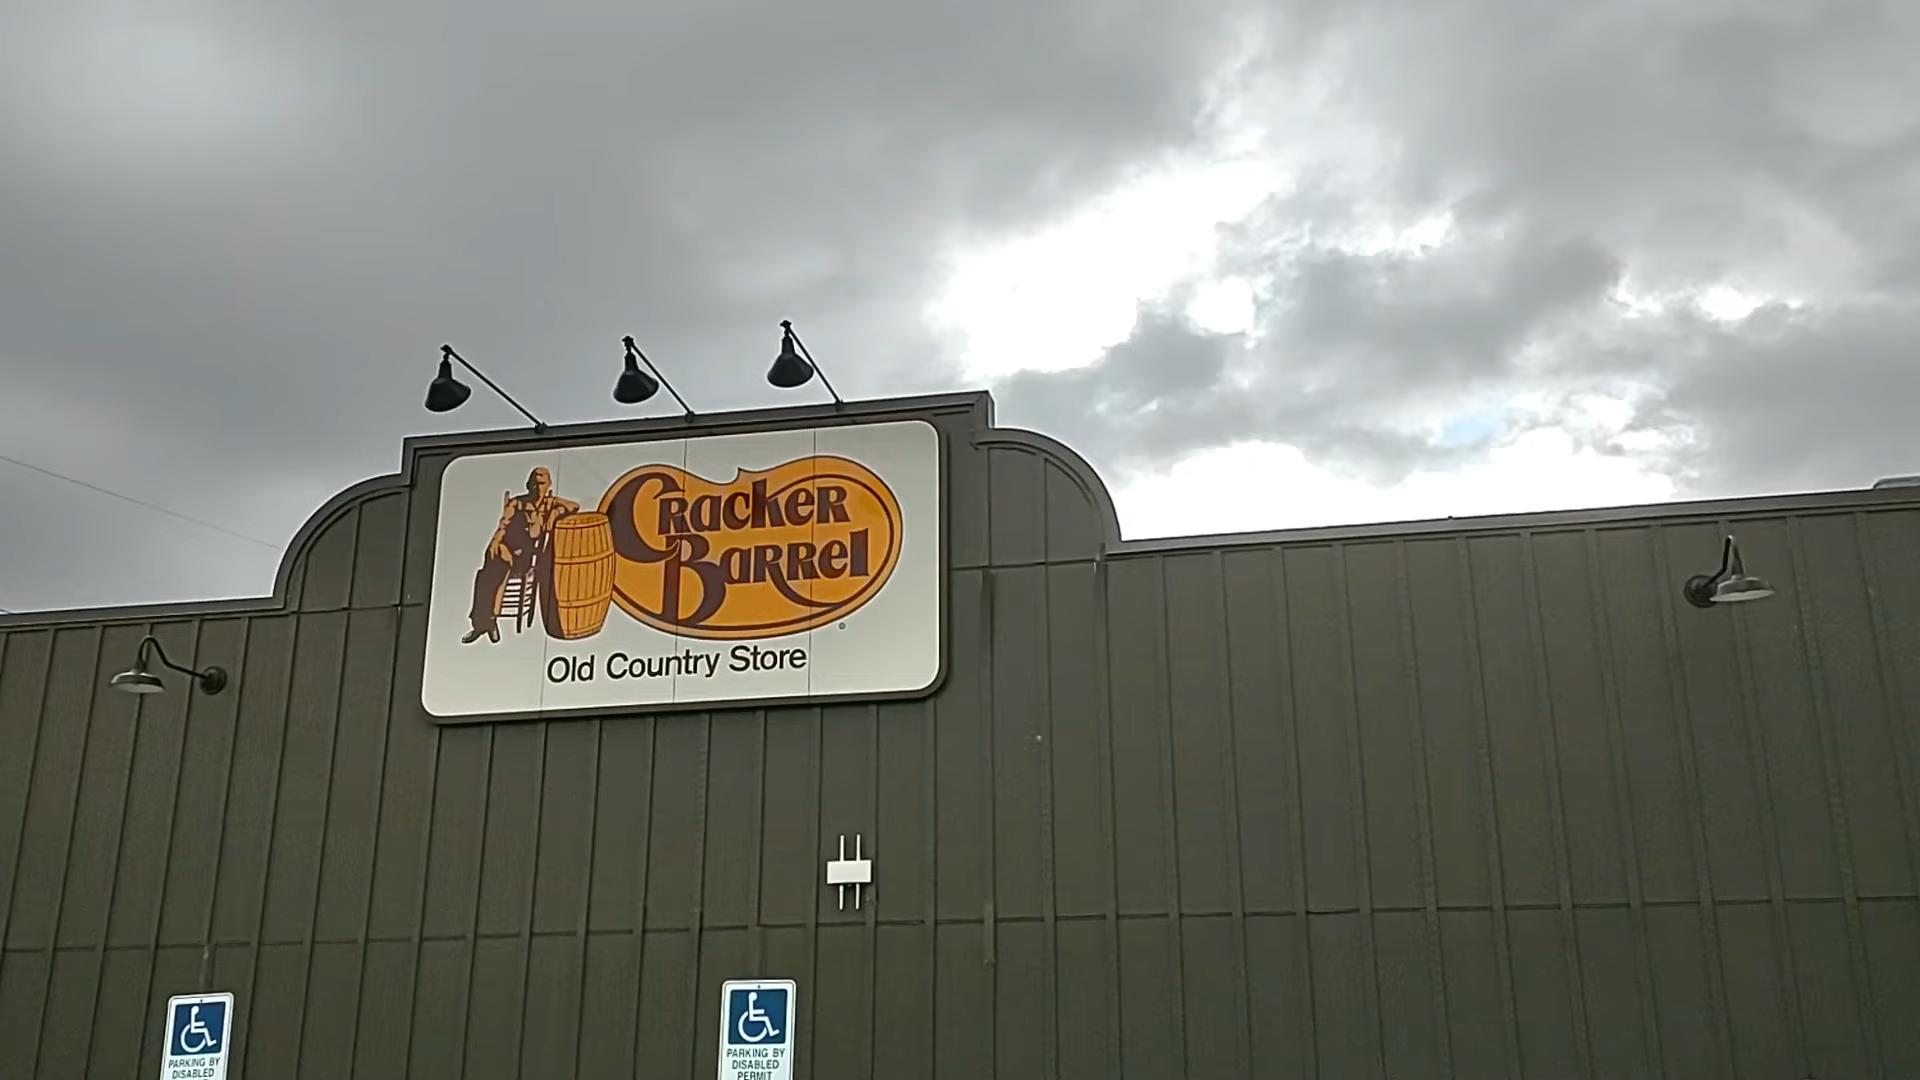 Cracker
Barrel
Old Country Store
PARKING BY
DISABLED
PARKING BY
DISABLED
PERMIT